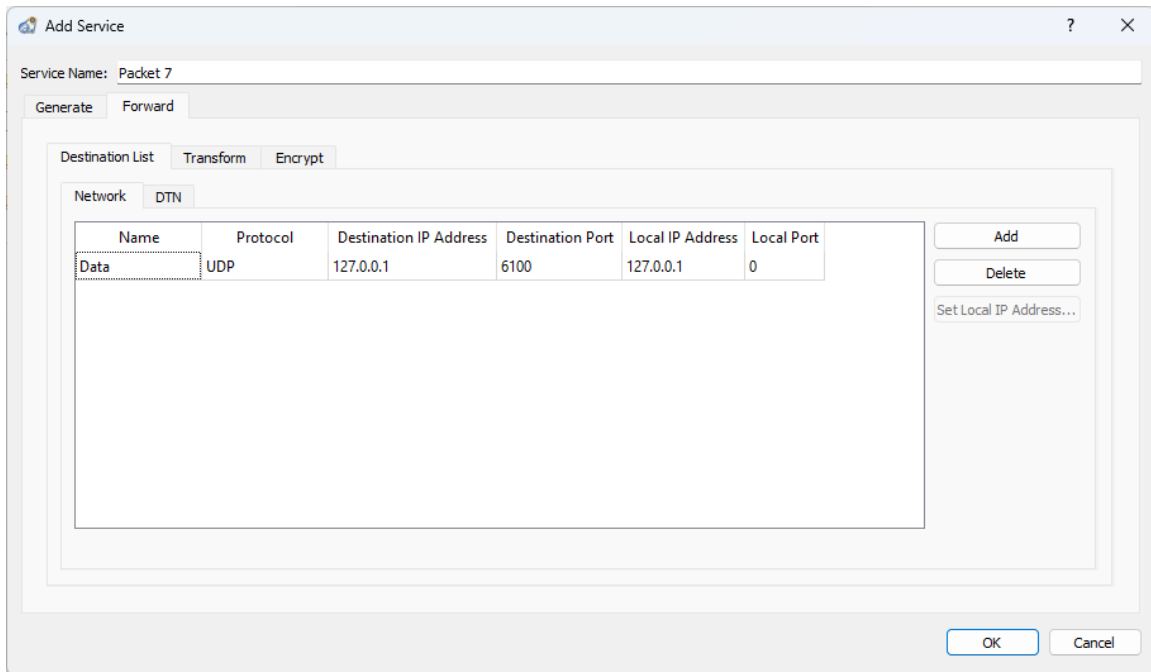 Add Service ?
Service Name: Packet 7
Generate Forward
Destination List Transform Encrypt
Network DTN
Name Protocol Destination IP Address Destination Port Local IP Address Local Port
Data UDP 127.0.0.1 6100 127.0.0.1 0
Add
Delete
Set Local IP Address...
OK Cancel